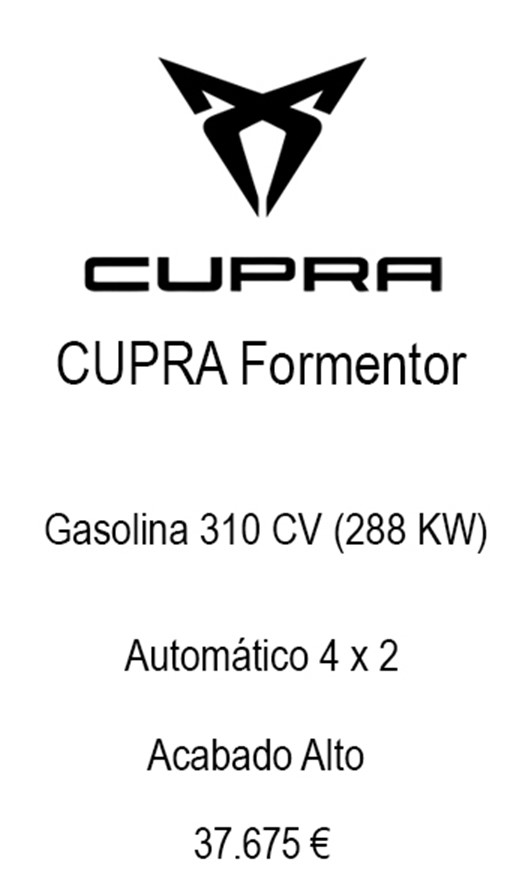 CUPRA
CUPRA Formentor
Gasolina 310 CV (288 KW)
Automático 4 x 2
Acabado Alto
37.675 €